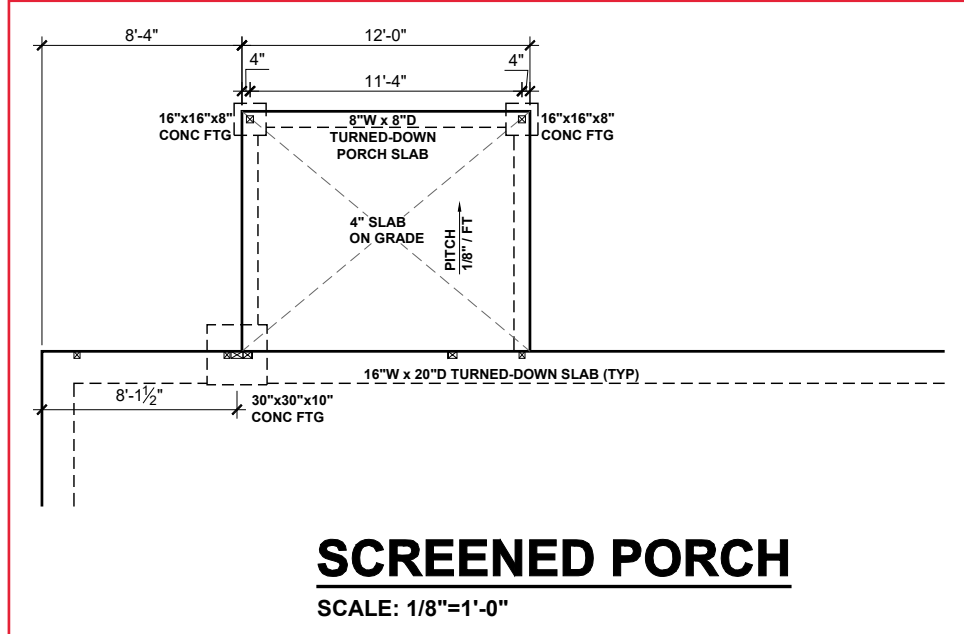 8'-4"
12'-0"
4"
4"
11'-4"
16"x16"x8"
CONC FTG
8"W x 8"D
TURNED-DOWN
PORCH SLAB
16"x16"x8"
CONC FTG
4" SLAB
ON GRADE
PITCH
1/8" / FT
16"W x 20"D TURNED-DOWN SLAB (TYP)
8'-1½"
30"x30"x10"
CONC FTG
SCREENED PORCH
SCALE: 1/8"=1'-0"